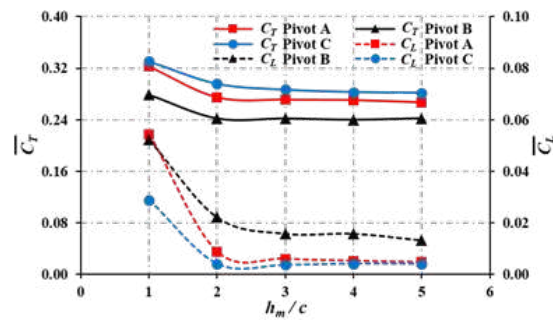 0.40 0.10
C_T Pivot A C_T Pivot B
C_T Pivot C C_L Pivot A
C_L Pivot B C_L Pivot C
0.32 0.08
0.24 0.06
C_T C_L
0.16 0.04
0.08 0.02
0.00 0.00
0 1 2 3 4 5 6
h_m / c